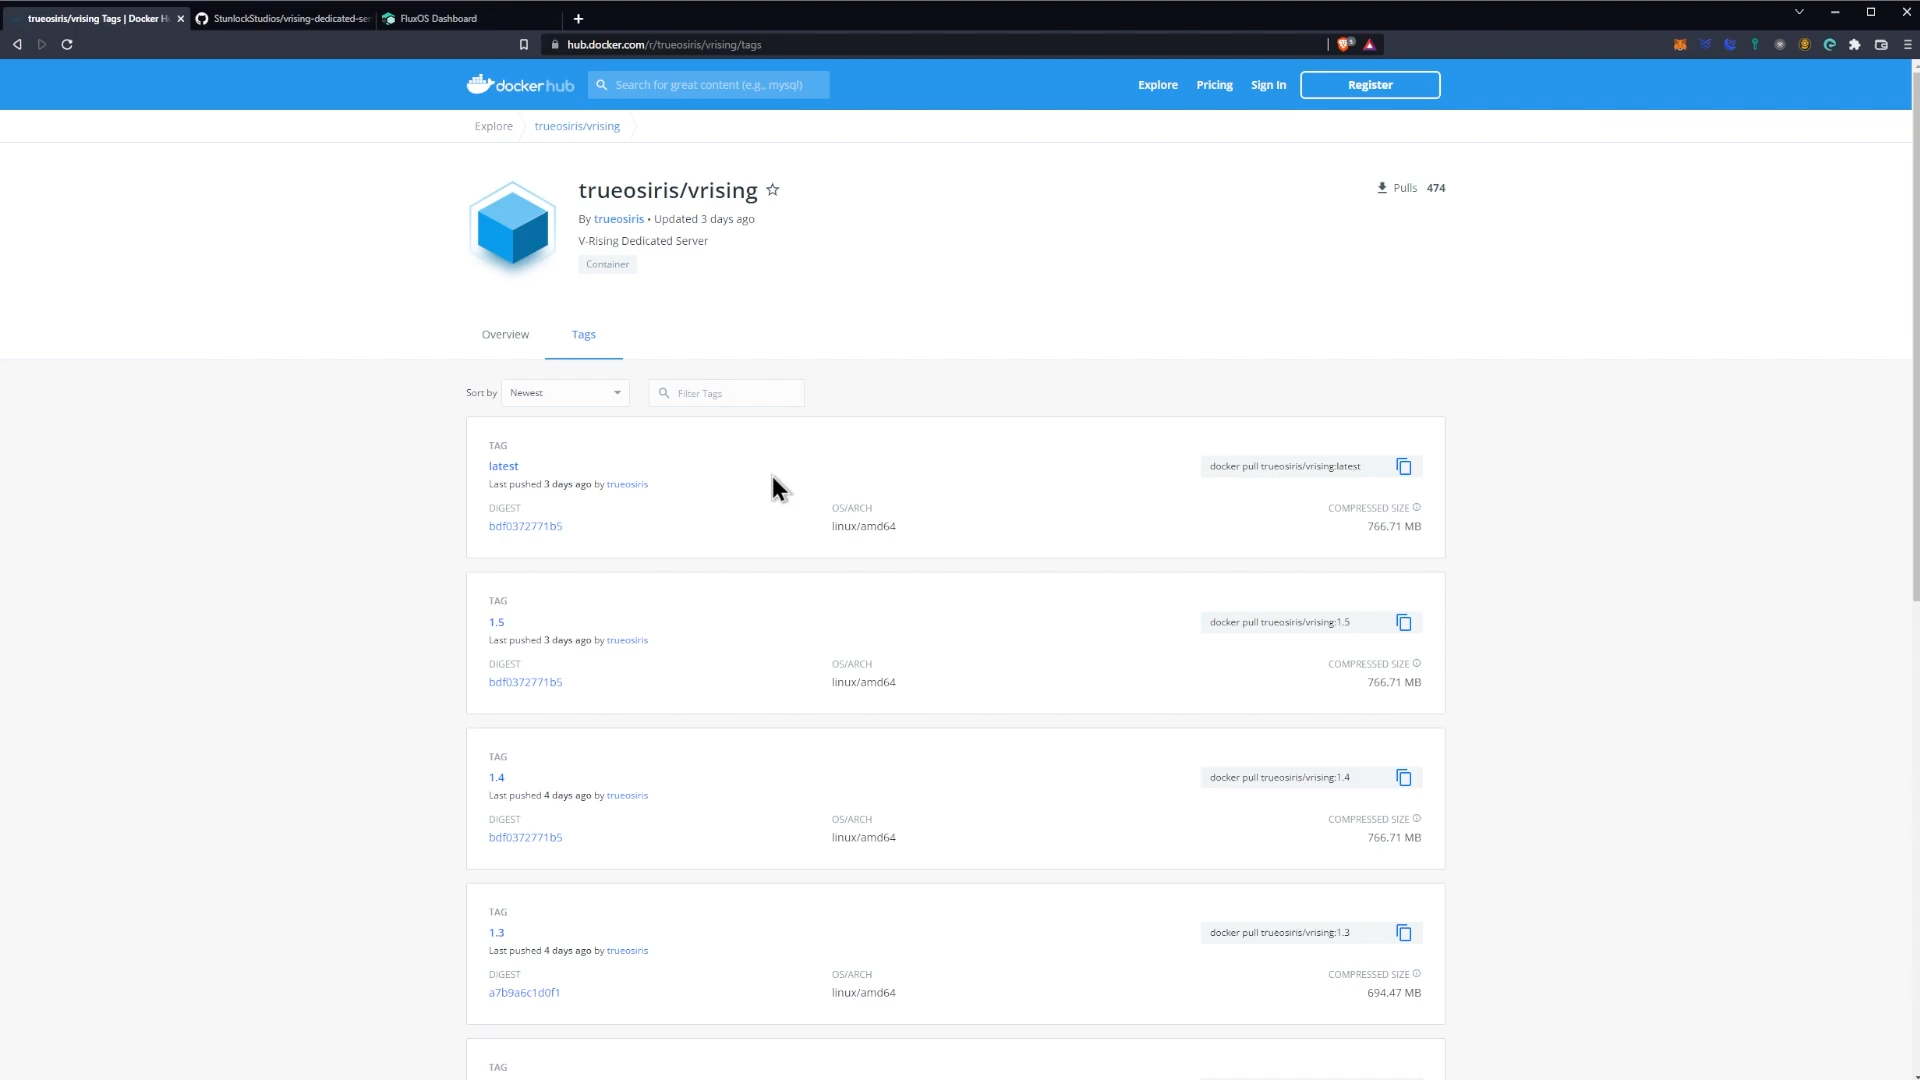 trueosiris/vrising Tags | Docker H
StunlockStudios/vrising-dedicated-ser
FluxOS Dashboard
hub.docker.com/r/trueosiris/vrising/tags
dockerhub
Search for great content (e.g., mysql)
Explore
Pricing
Sign In
Register
Explore
trueosiris/vrising
trueosiris/vrising
Pulls 474
By trueosiris • Updated 3 days ago
V-Rising Dedicated Server
Container
Overview
Tags
Sort by
Newest
Filter Tags
TAG
latest
docker pull trueosiris/vrising:latest
Last pushed 3 days ago by trueosiris
DIGEST
OS/ARCH
COMPRESSED SIZE
bdf0372771b5
linux/amd64
766.71 MB
TAG
1.5
docker pull trueosiris/vrising:1.5
Last pushed 3 days ago by trueosiris
DIGEST
OS/ARCH
COMPRESSED SIZE
bdf0372771b5
linux/amd64
766.71 MB
TAG
1.4
docker pull trueosiris/vrising:1.4
Last pushed 4 days ago by trueosiris
DIGEST
OS/ARCH
COMPRESSED SIZE
bdf0372771b5
linux/amd64
766.71 MB
TAG
1.3
docker pull trueosiris/vrising:1.3
Last pushed 4 days ago by trueosiris
DIGEST
OS/ARCH
COMPRESSED SIZE
a7b9a6c1d0f1
linux/amd64
694.47 MB
TAG